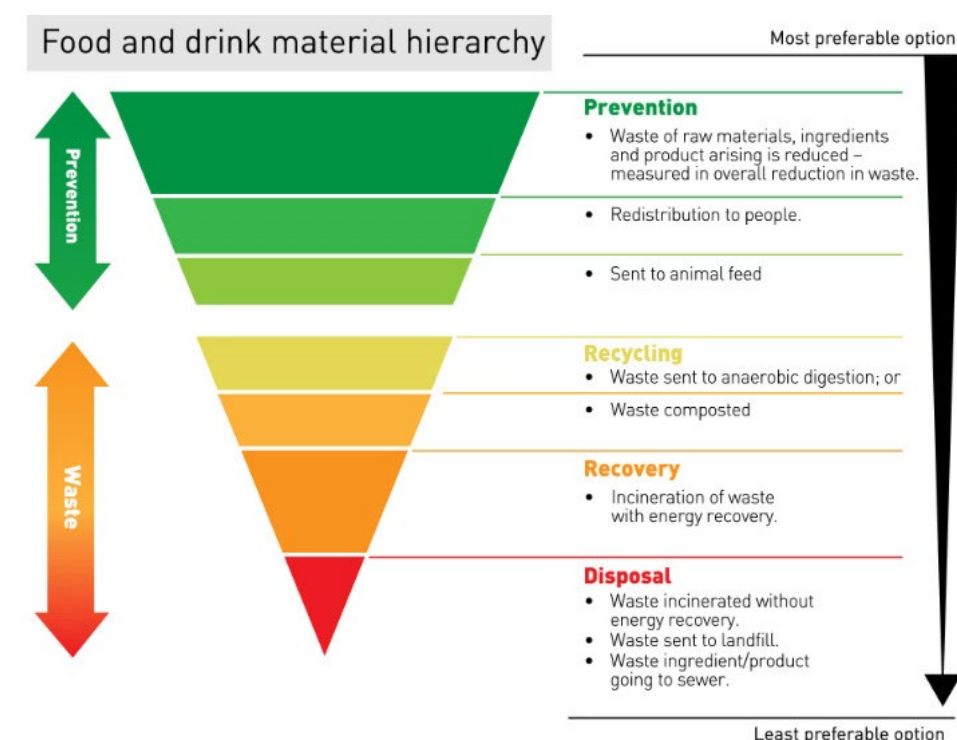 Food and drink material hierarchy
Most preferable option
Prevention
Prevention
• Waste of raw materials, ingredients
and product arising is reduced –
measured in overall reduction in waste.
• Redistribution to people.
• Sent to animal feed
Waste
Recycling
• Waste sent to anaerobic digestion; or
• Waste composted
Recovery
• Incineration of waste
with energy recovery.
Disposal
• Waste incinerated without
energy recovery.
• Waste sent to landfill.
• Waste ingredient/product
going to sewer.
Least preferable option